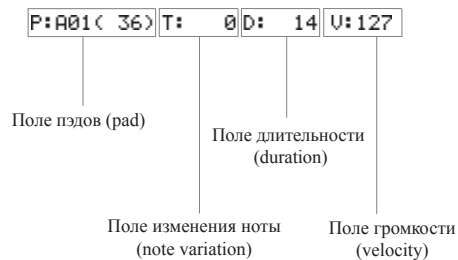 P:A01( 36) T: 0 D: 14 V:127
Поле пэдов (pad)
Поле длительности
(duration)
Поле изменения ноты
(note variation)
Поле громкости
(velocity)